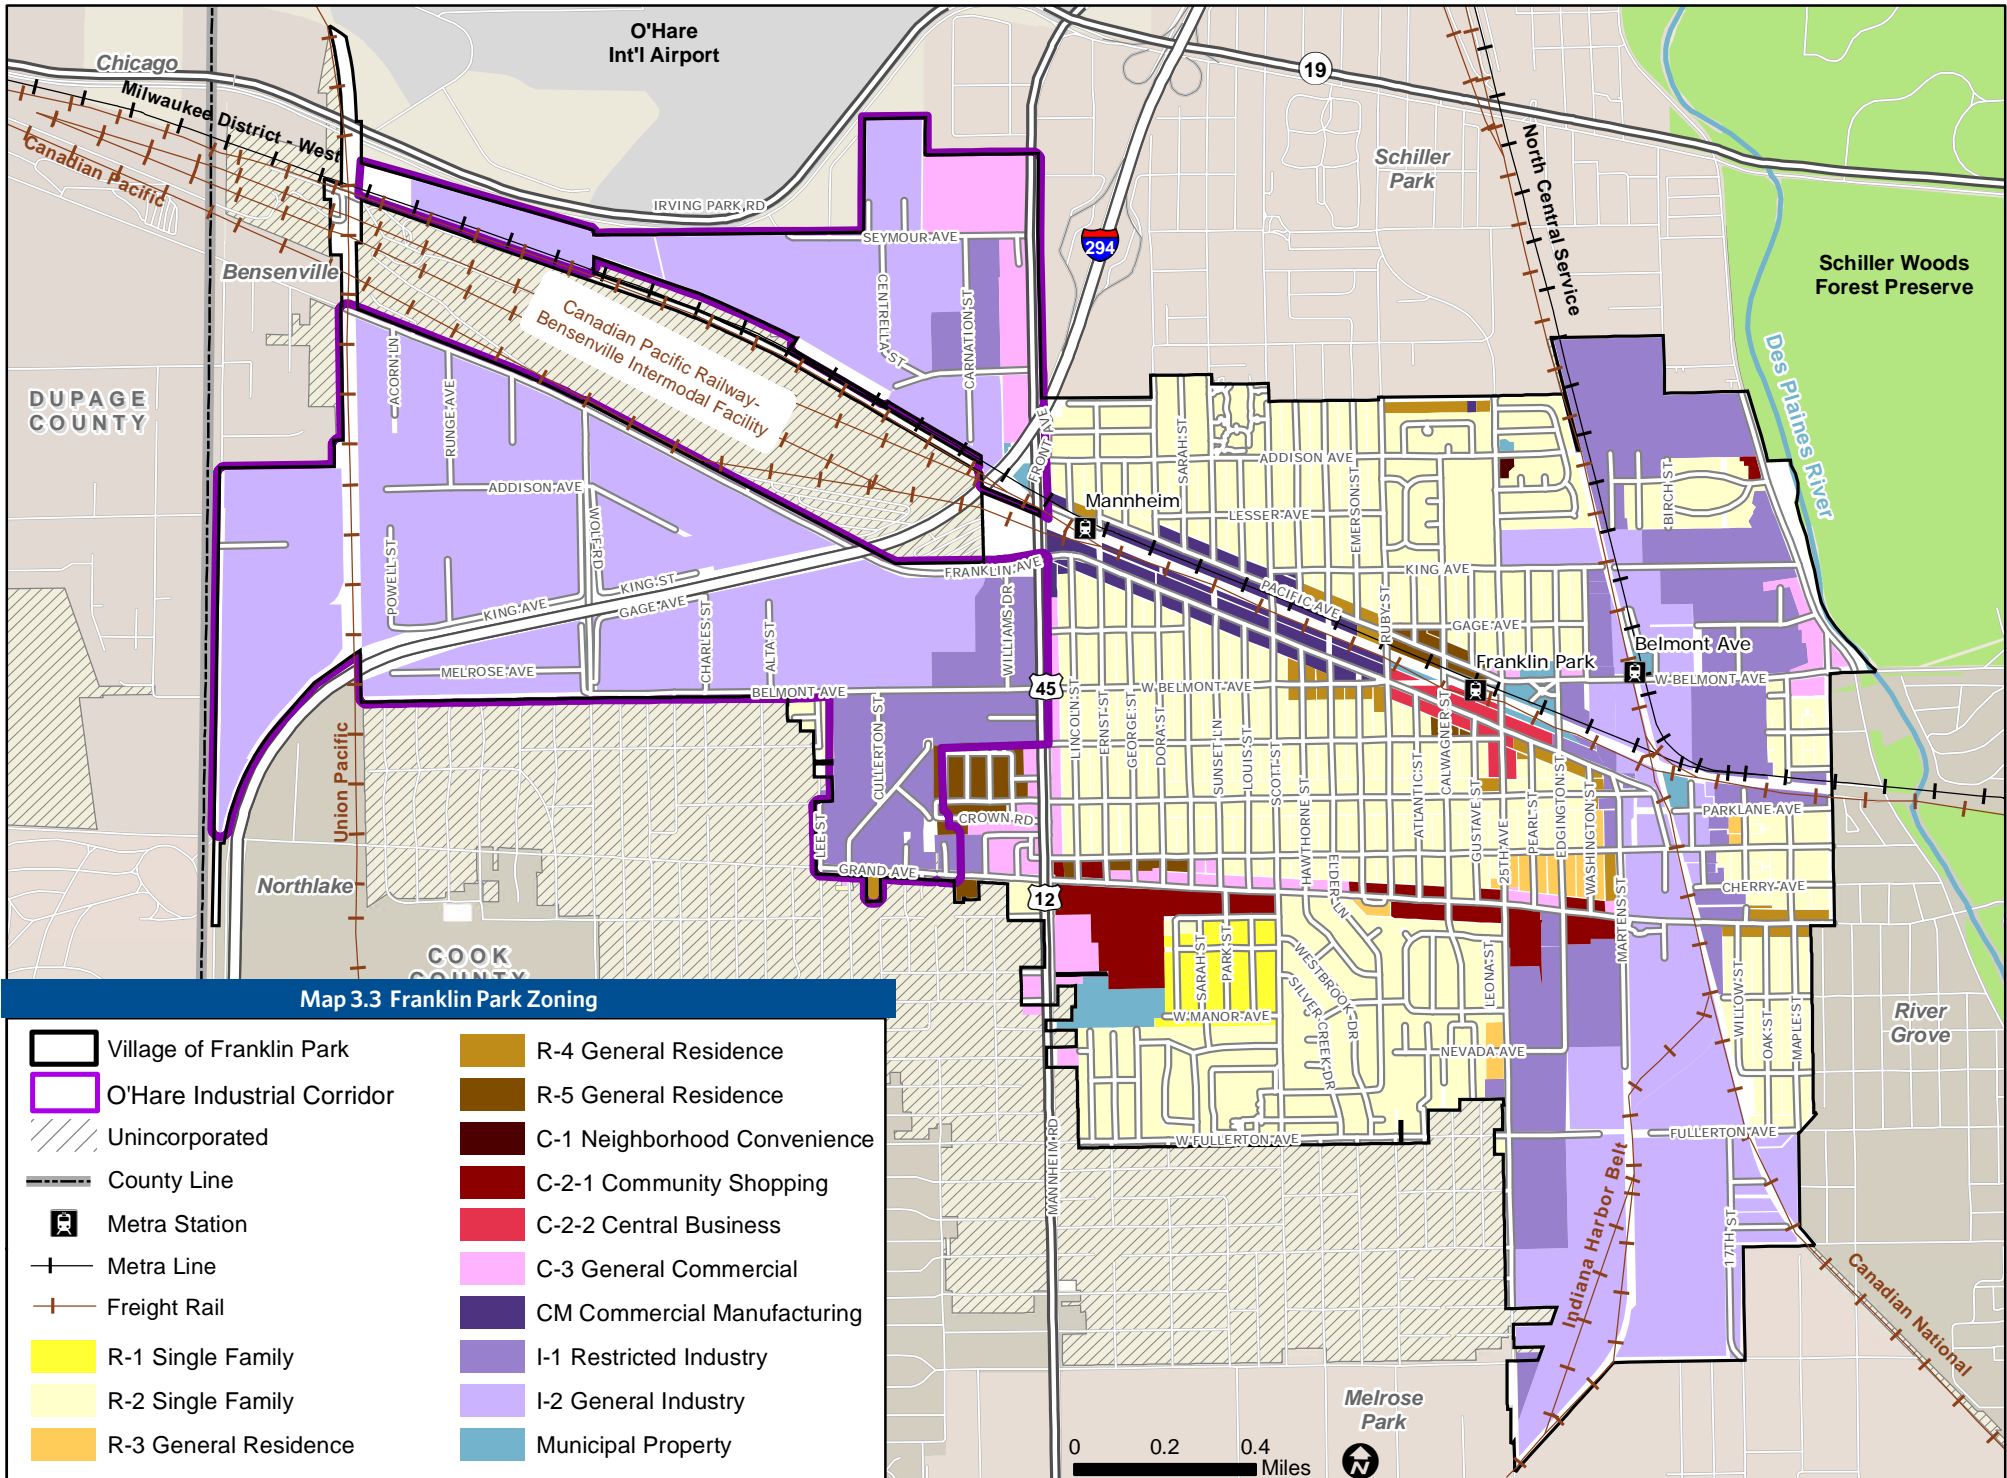 O'Hare
Int'l Airport
Chicago
19
Milwaukee District - West
Canadian Pacific
North Central Service
Schiller
Park
IRVING PARK RD
SEYMOUR AVE
294
Bensenville
Schiller Woods
Forest Preserve
CENTRELLA ST
CARNATION ST
Canadian Pacific Railway-
Bensenville Intermodal Facility
Des Plaines River
DUPAGE
COUNTY
ACORN LN
RUNGE AVE
FRONT AVE
SARAH ST
ADDISON AVE
EMERSON ST
BIRCH ST
ADDISON AVE
Mannheim
LESSER AVE
WOLF RD
POWELL ST
FRANKLIN AVE
KING AVE
KING ST
KING AVE
GAGE AVE
PACIFIC AVE
RUBY ST
GAGE AVE
CHARLES ST
ALTA ST
WILLIAMS DR
MELROSE AVE
Franklin Park
Belmont Ave
BELMONT AVE
45
W BELMONT AVE
W BELMONT AVE
Union Pacific
CULLERTON ST
LINCOLN ST
ERNST ST
GEORGE ST
DORA ST
SUNSET LN
LOUIS ST
SCOTT ST
HAWTHORNE ST
ATLANTIC ST
CALWAGNER ST
GUSTAVE ST
25TH AVE
PEARL ST
EDGINGTON ST
WASHINGTON ST
PARKLANE AVE
CROWN RD
LEE ST
GRAND AVE
ELDER LN
CHERRY AVE
Northlake
12
MARTENS ST
SARAH ST
PARK ST
WESTBROOK DR
LEONA ST
COOK
COUNTY
SILVER CREEK DR
W MANOR AVE
WILLOW ST
OAK ST
MAPLE ST
River
Grove
NEVADA AVE
MANNHEIM RD
W FULLERTON AVE
FULLERTON AVE
Indiana Harbor Belt
17TH ST
Canadian National
Melrose
Park
Map 3.3 Franklin Park Zoning
Village of Franklin Park
O'Hare Industrial Corridor
Unincorporated
County Line
Metra Station
Metra Line
Freight Rail
R-1 Single Family
R-2 Single Family
R-3 General Residence
R-4 General Residence
R-5 General Residence
C-1 Neighborhood Convenience
C-2-1 Community Shopping
C-2-2 Central Business
C-3 General Commercial
CM Commercial Manufacturing
I-1 Restricted Industry
I-2 General Industry
Municipal Property
0 0.2 0.4
Miles
N